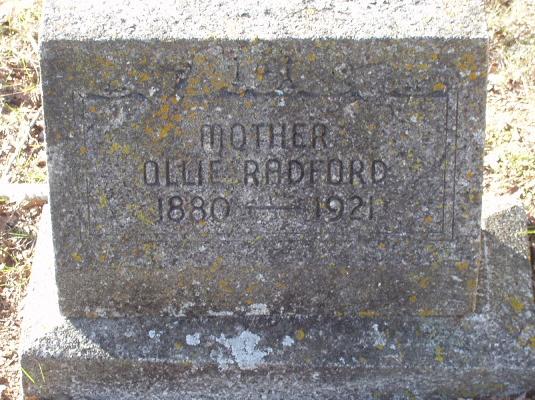 MOTHER
OLLIE RADFORD
1880 — 1921